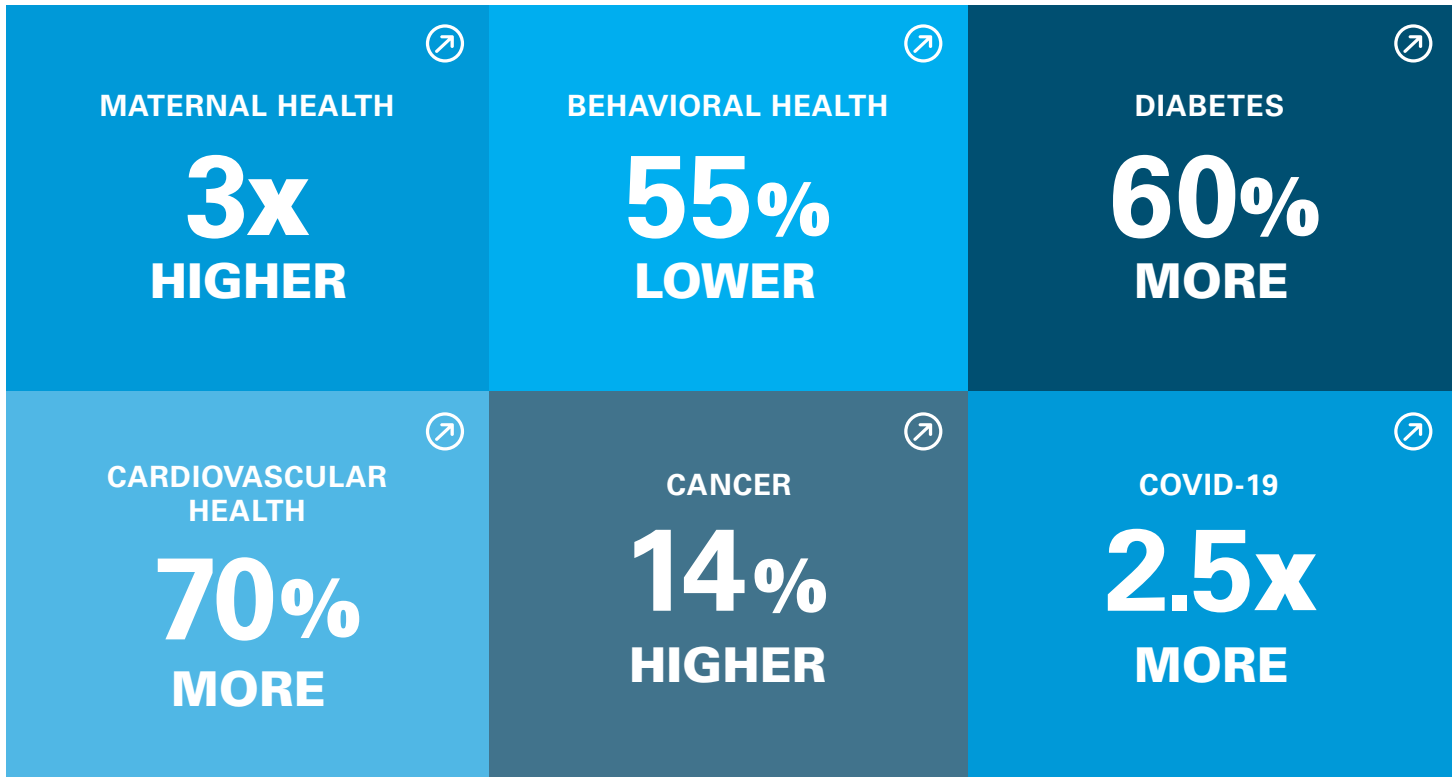 MATERNAL HEALTH
3x
HIGHER
BEHAVIORAL HEALTH
55%
LOWER
DIABETES
60%
MORE
CARDIOVASCULAR
HEALTH
70%
MORE
CANCER
14%
HIGHER
COVID-19
2.5x
MORE